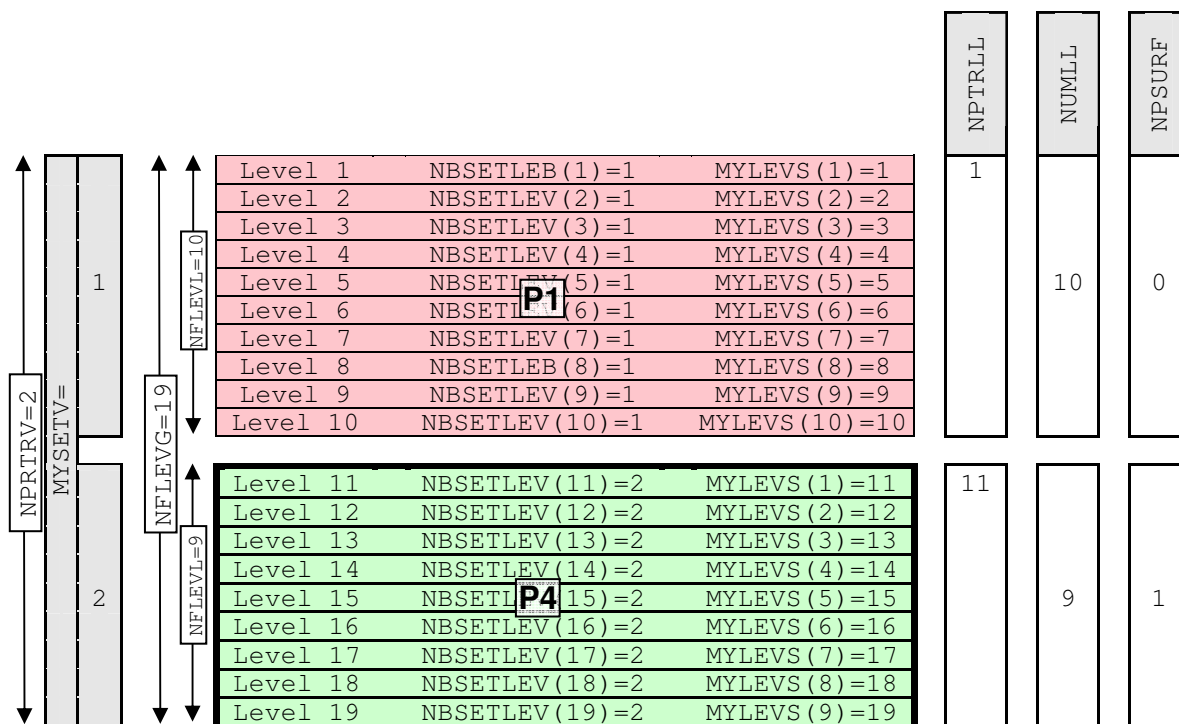 NPTRLL NUMLL NPSURF
Level 1 NBSETLEB(1)=1 MYLEVS(1)=1 1
Level 2 NBSETLEV(2)=1 MYLEVS(2)=2
Level 3 NBSETLEV(3)=1 MYLEVS(3)=3
Level 4 NBSETLEV(4)=1 MYLEVS(4)=4
1 Level 5 NBSETLEV(5)=1 MYLEVS(5)=5 10 0
P1
Level 6 (6)=1 MYLEVS(6)=6
NFLEVL=10
Level 7 NBSETLEV(7)=1 MYLEVS(7)=7
Level 8 NBSETLEB(8)=1 MYLEVS(8)=8
Level 9 NBSETLEV(9)=1 MYLEVS(9)=9
Level 10 NBSETLEV(10)=1 MYLEVS(10)=10
NPRTRV=2
MYSETV=
NFLEVG=19
Level 11 NBSETLEV(11)=2 MYLEVS(1)=11 11
Level 12 NBSETLEV(12)=2 MYLEVS(2)=12
Level 13 NBSETLEV(13)=2 MYLEVS(3)=13
Level 14 NBSETLEV(14)=2 MYLEVS(4)=14
2 Level 15 P4 15)=2 MYLEVS(5)=15 9 1
NFLEVL=9
Level 16 NBSETLEV(16)=2 MYLEVS(6)=16
Level 17 NBSETLEV(17)=2 MYLEVS(7)=17
Level 18 NBSETLEV(18)=2 MYLEVS(8)=18
Level 19 NBSETLEV(19)=2 MYLEVS(9)=19